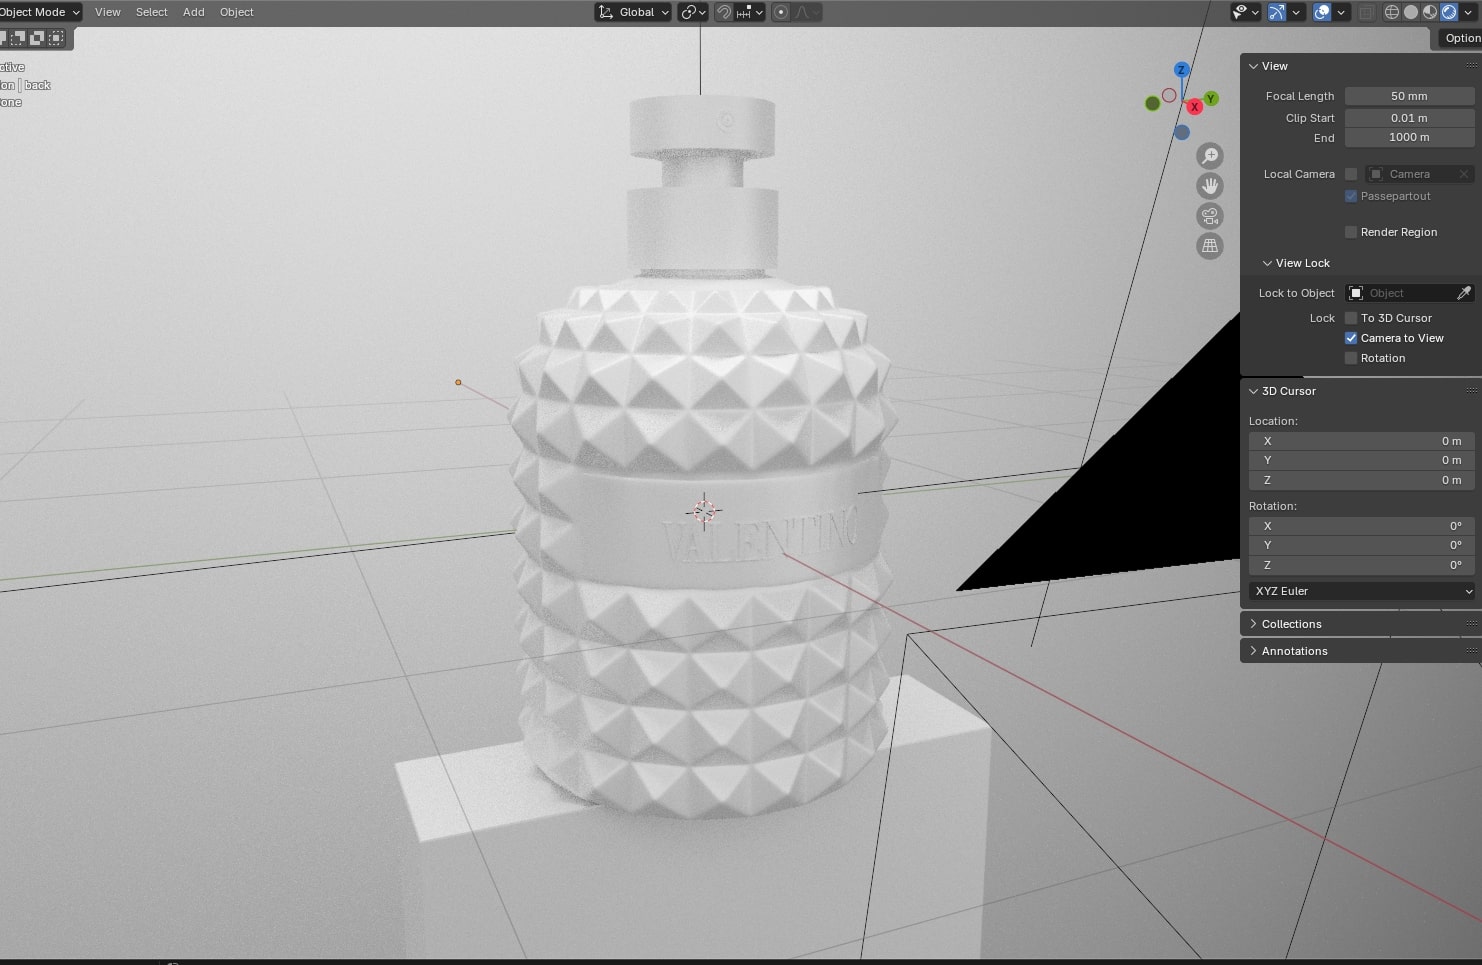 Object Mode View Select Add Object Global
Option
ctive
on | back
one
Z
Y
X
View
Focal Length 50 mm
Clip Start 0.01 m
End 1000 m
Local Camera Camera
Passepartout
Render Region
View Lock
Lock to Object Object
Lock To 3D Cursor
Camera to View
Rotation
3D Cursor
Location:
X 0 m
Y 0 m
Z 0 m
Rotation:
X 0°
Y 0°
Z 0°
XYZ Euler
Collections
Annotations
VALENTINO